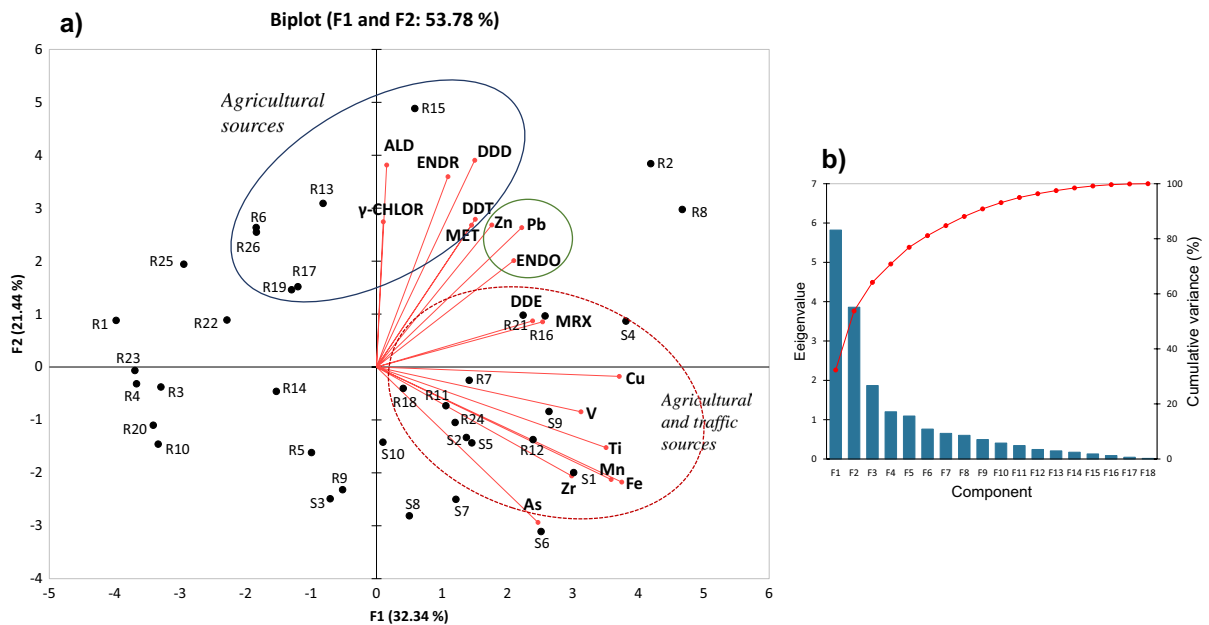 a)
Biplot (F1 and F2: 53.78 %)
6
5
4
3
2
1
0
-1
-2
-3
-4
-5
-4
-3
-2
-1
0
1
2
3
4
5
6
F2 (21.44 %)
F1 (32.34 %)
Agricultural
sources
R15
ALD
ENDR
DDD
R2
R13
γ-CHLOR
DDT
Zn
Pb
R8
R6
R26
MET
ENDO
R25
R17
R19
DDE
R1
R22
R21
R16
MRX
S4
R23
R4
R3
R14
R7
Cu
R18
R11
R24
S9
V
Agricultural
and traffic
sources
R20
R10
R5
S10
S2
S5
R12
Ti
R9
S3
S8
S7
Zr
S1
Mn
Fe
As
S6
b)
7
6
5
4
3
2
1
0
Eeigenvalue
100
80
60
40
20
0
Cumulative variance (%)
F1 F2 F3 F4 F5 F6 F7 F8 F9 F10 F11 F12 F13 F14 F15 F16 F17 F18
Component